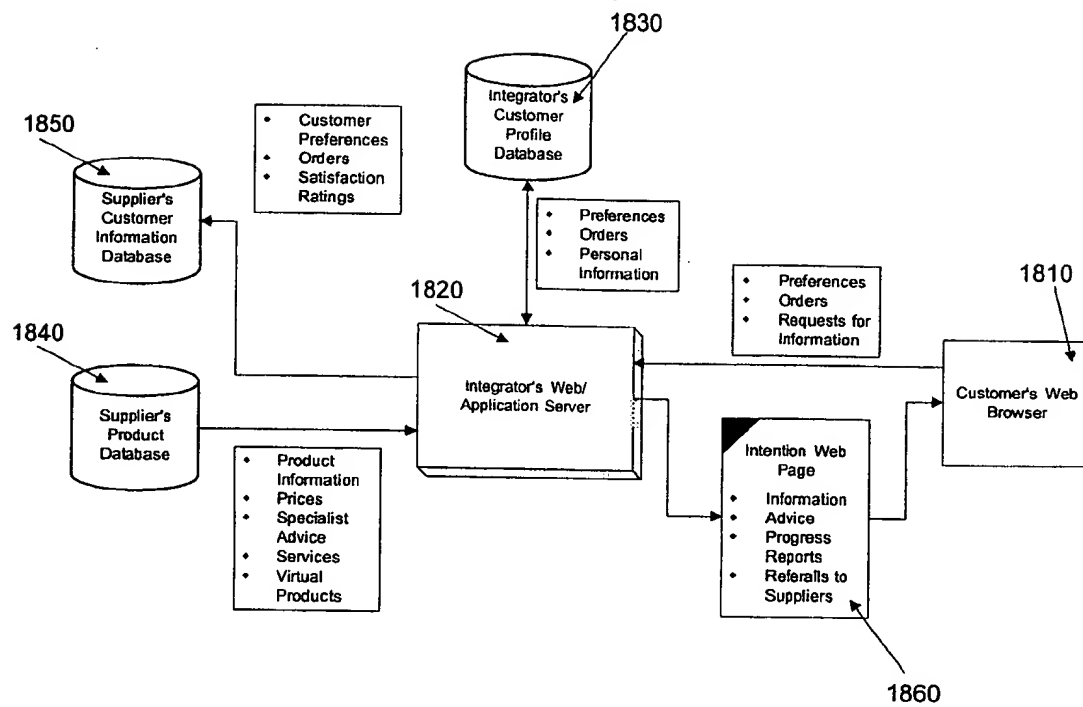 1830
Integrator's
Customer
Profile
Database
1850
• Customer
Preferences
• Orders
• Satisfaction
Ratings
Supplier's
Customer
Information
Database
• Preferences
• Orders
• Personal
Information
1810
• Preferences
• Orders
• Requests for
Information
1820
1840
Integrator's Web/
Application Server
Customer's Web
Browser
Supplier's
Product
Database
• Product
Information
• Prices
• Specialist
Advice
• Services
• Virtual
Products
Intention Web
Page
• Information
• Advice
• Progress
Reports
• Referalls to
Suppliers
1860